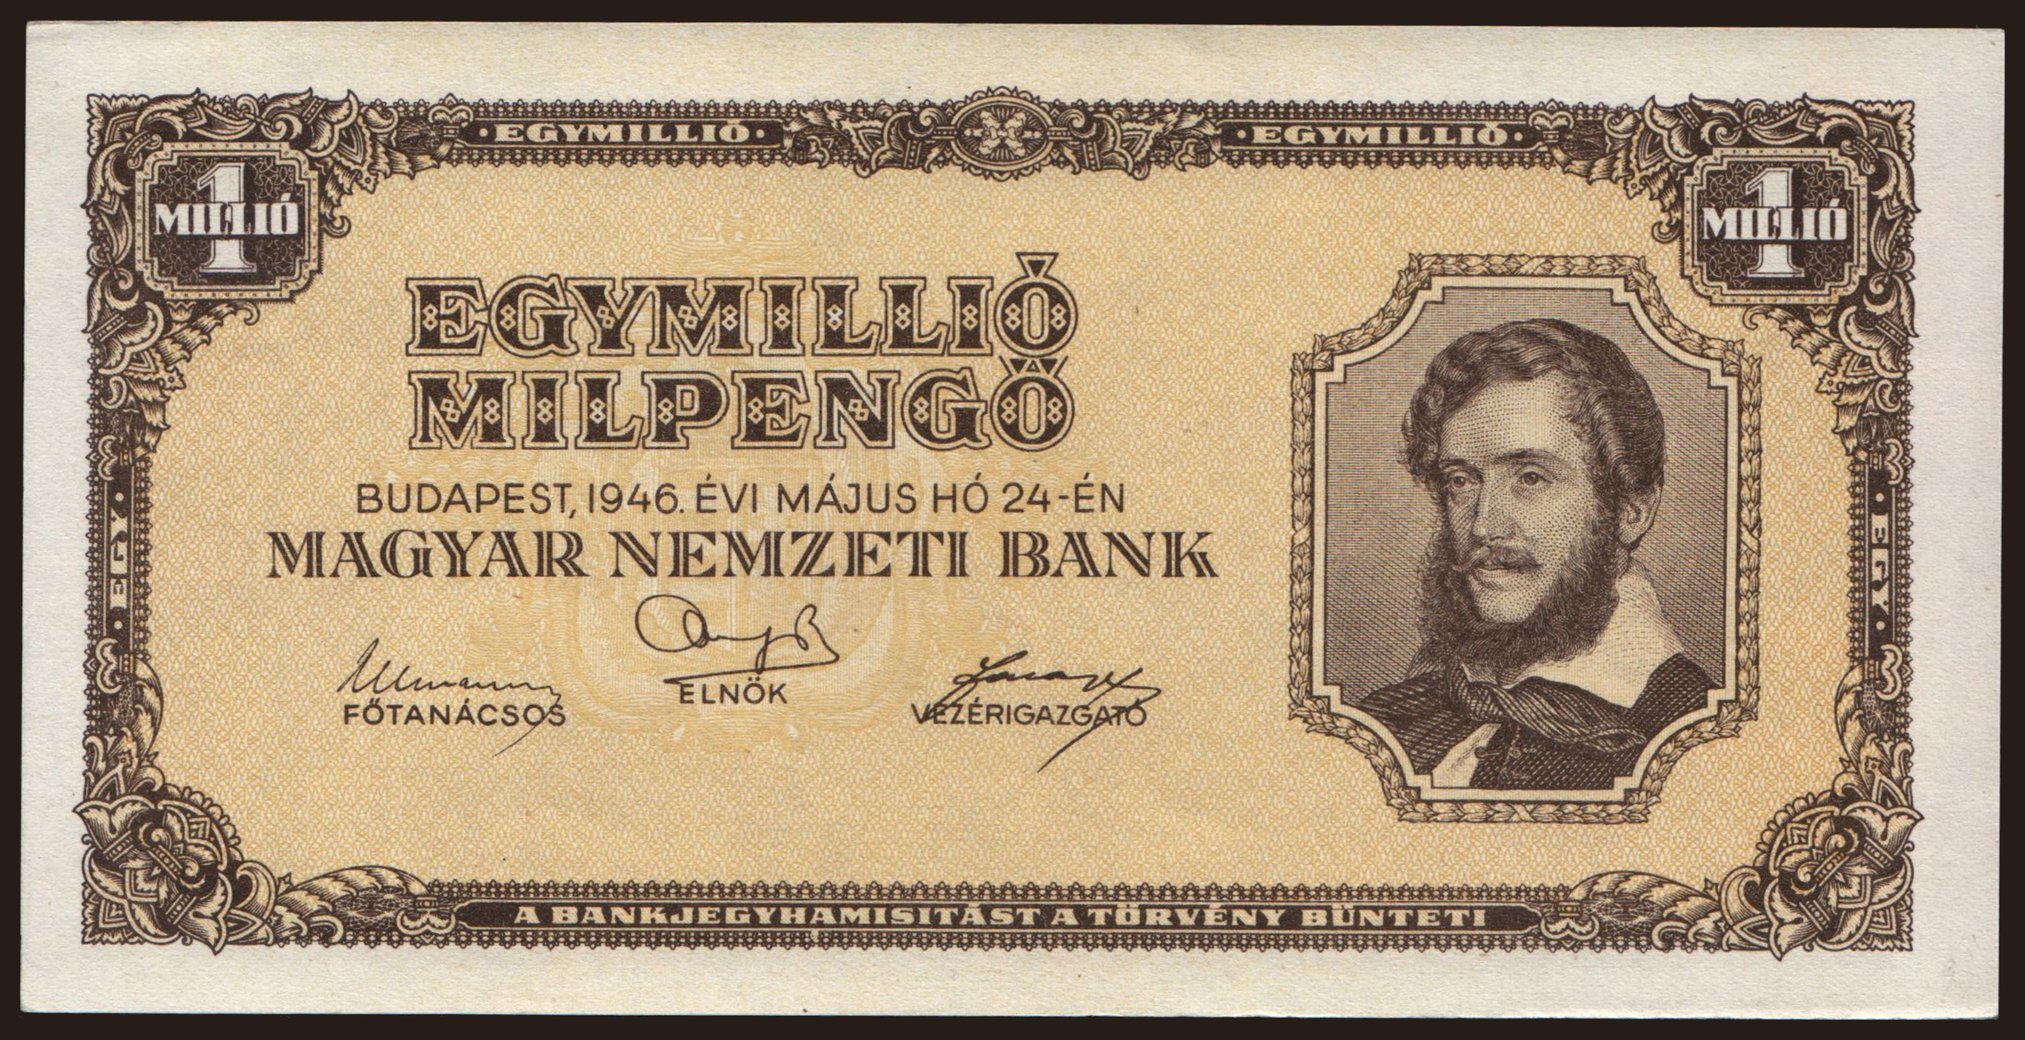 · EGYMILLIÓ · · EGYMILLIÓ ·
1 MILLIÓ
1 MILLIÓ
EGYMILLIÓ
MILPENGŐ
BUDAPEST, 1946. ÉVI MÁJUS HÓ 24-ÉN
MAGYAR NEMZETI BANK
FŐTANÁCSOS
ELNÖK
VEZÉRIGAZGATÓ
· EGY ·
· EGY ·
A BANKJEGYHAMISITÁST A TÖRVÉNY BÜNTETI